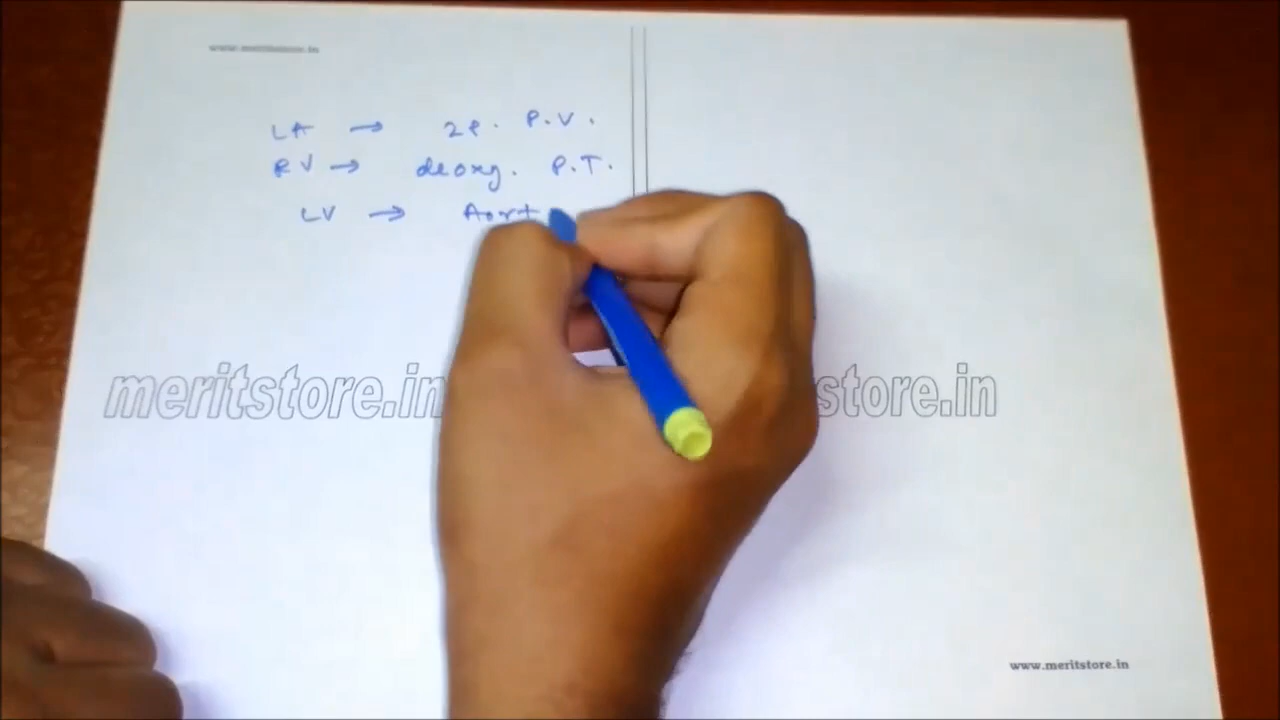 www.meritstore.in
LA → 2P. P.V.
RV → deoxy. P.T.
LV → Aort
meritstore.in
store.in
www.meritstore.in